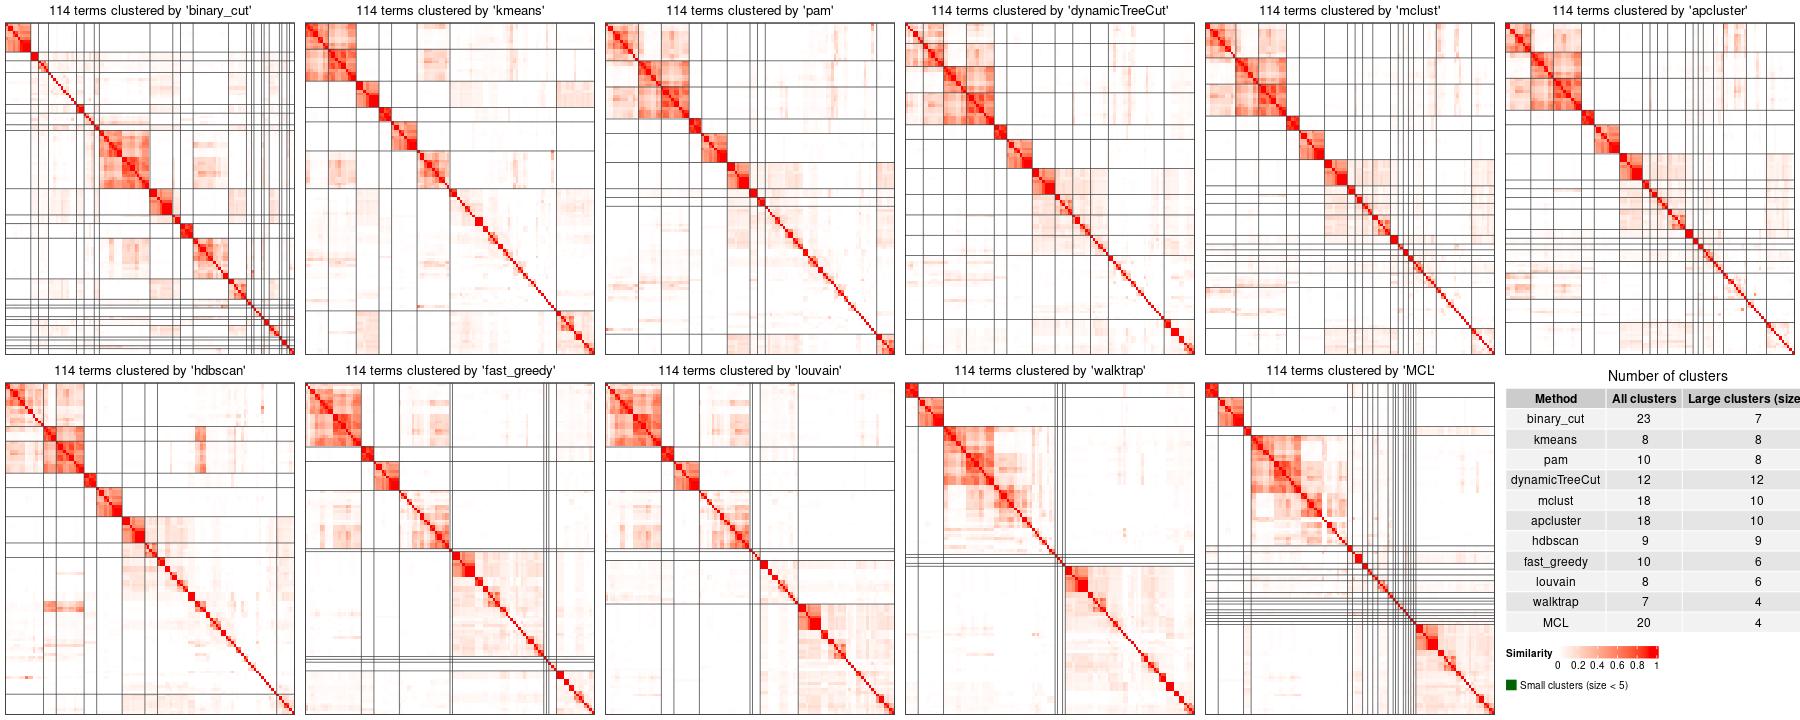 114 terms clustered by 'binary_cut'
114 terms clustered by 'kmeans'
114 terms clustered by 'pam'
114 terms clustered by 'dynamicTreeCut'
114 terms clustered by 'mclust'
114 terms clustered by 'apcluster'
114 terms clustered by 'hdbscan'
114 terms clustered by 'fast_greedy'
114 terms clustered by 'louvain'
114 terms clustered by 'walktrap'
114 terms clustered by 'MCL'
Number of clusters
Method All clusters Large clusters (size
binary_cut 23 7
kmeans 8 8
pam 10 8
dynamicTreeCut 12 12
mclust 18 10
apcluster 18 10
hdbscan 9 9
fast_greedy 10 6
louvain 8 6
walktrap 7 4
MCL 20 4
Similarity
0 0.2 0.4 0.6 0.8 1
Small clusters (size < 5)